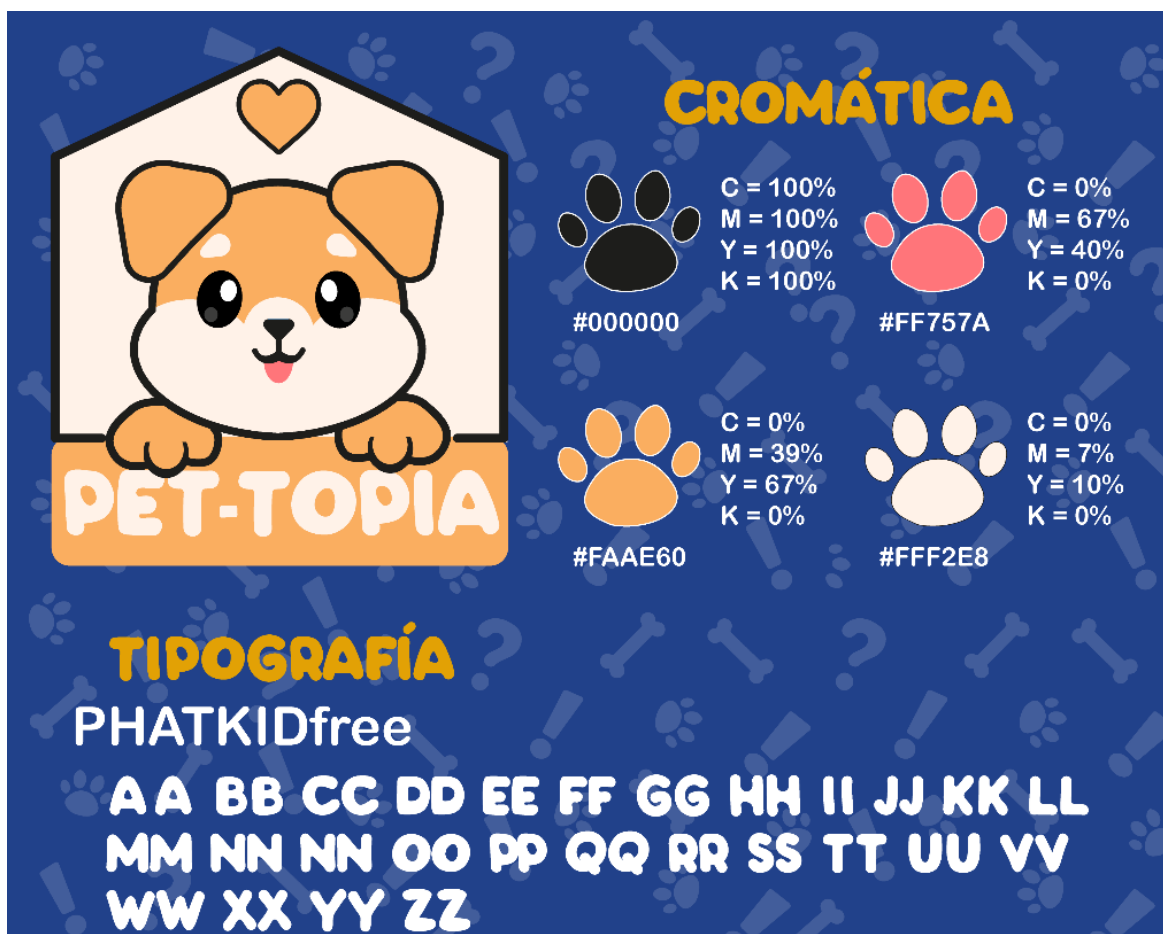 PET-TOPIA
CROMÁTICA
C = 100%
M = 100%
Y = 100%
K = 100%
#000000
C = 0%
M = 67%
Y = 40%
K = 0%
#FF757A
C = 0%
M = 39%
Y = 67%
K = 0%
#FAAE60
C = 0%
M = 7%
Y = 10%
K = 0%
#FFF2E8
TIPOGRAFÍA
PHATKIDfree
AA BB CC DD EE FF GG HH II JJ KK LL
MM NN NN OO PP QQ RR SS TT UU VV
WW XX YY ZZ